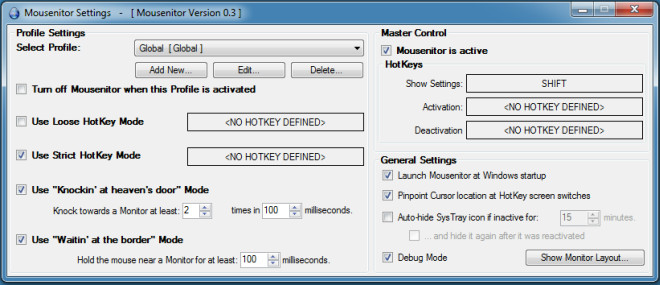 Mousenitor Settings - [ Mousenitor Version 0.3 ]
Profile Settings
Select Profile: Global [ Global ]
Add New... Edit... Delete...
Turn off Mousenitor when this Profile is activated
Use Loose HotKey Mode <NO HOTKEY DEFINED>
Use Strict HotKey Mode <NO HOTKEY DEFINED>
Use "Knockin' at heaven's door" Mode
Knock towards a Monitor at least: 2 times in 100 milliseconds.
Use "Waitin' at the border" Mode
Hold the mouse near a Monitor for at least: 100 milliseconds.
Master Control
Mousenitor is active
HotKeys
Show Settings: SHIFT
Activation: <NO HOTKEY DEFINED>
Deactivation <NO HOTKEY DEFINED>
General Settings
Launch Mousenitor at Windows startup
Pinpoint Cursor location at HotKey screen switches
Auto-hide SysTray icon if inactive for: 15 minutes.
... and hide it again after it was reactivated
Debug Mode Show Monitor Layout...